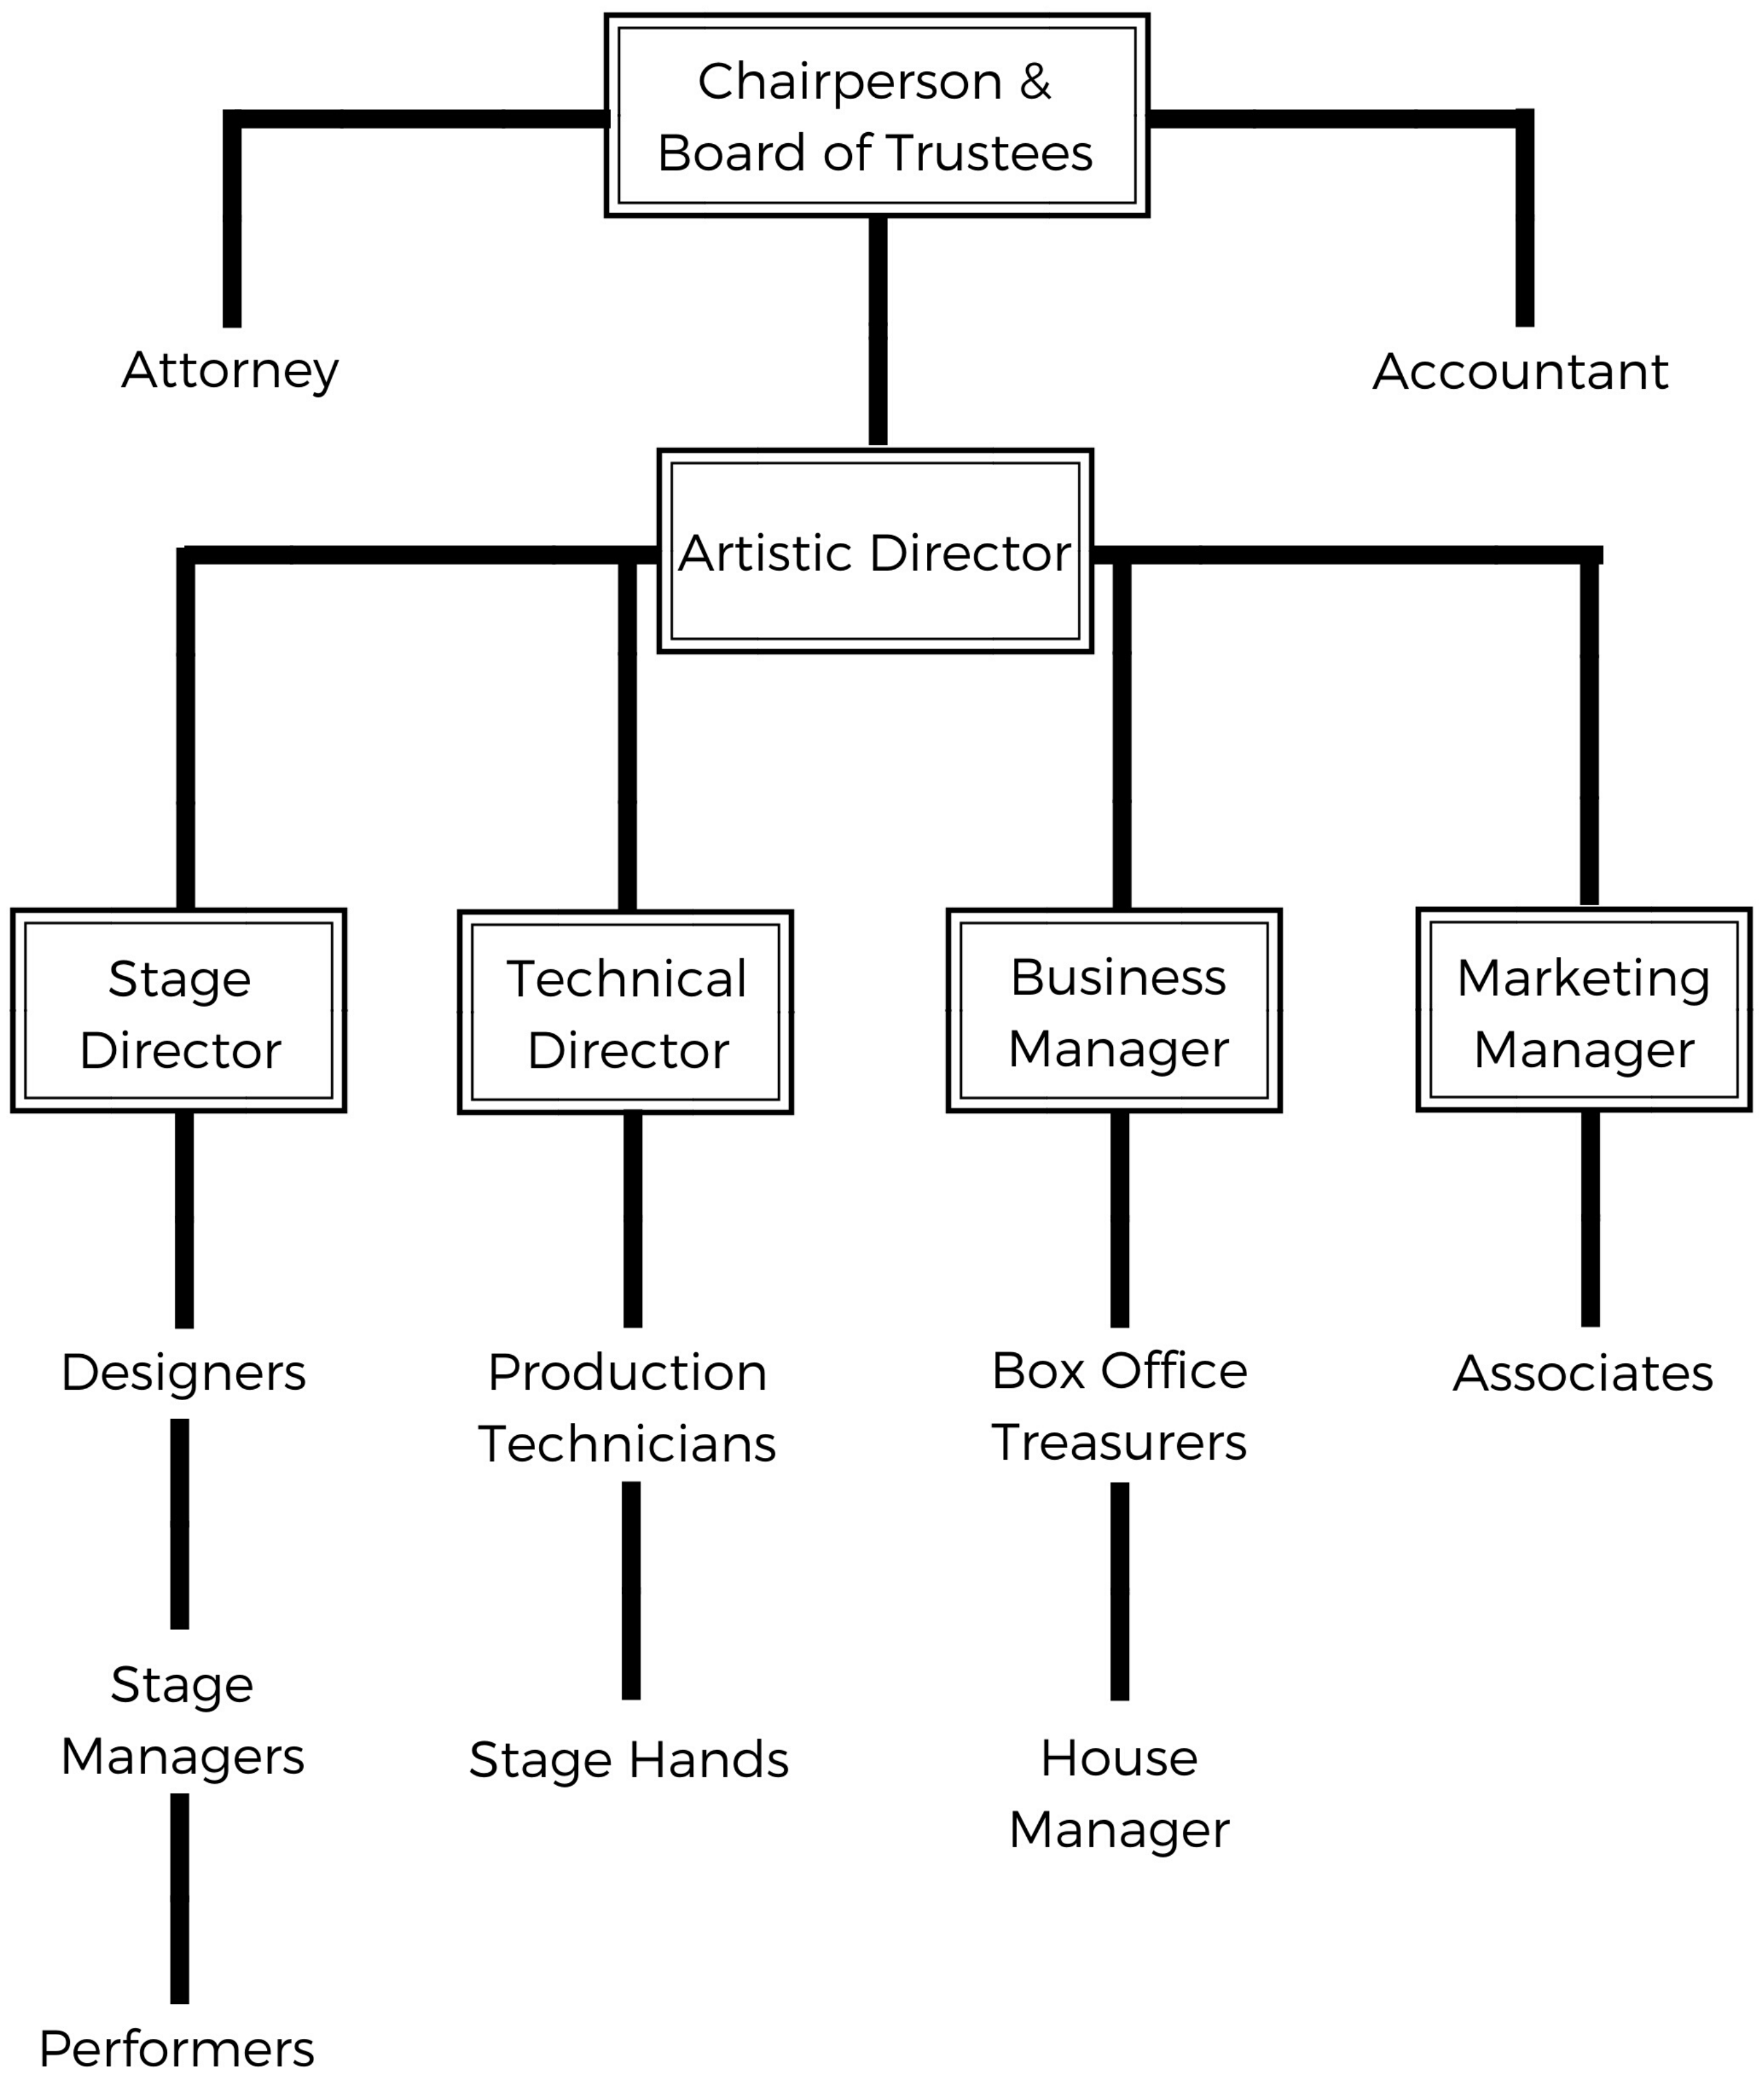 Chairperson &
Board of Trustees
Attorney
Accountant
Artistic Director
Stage
Director
Technical
Director
Business
Manager
Marketing
Manager
Designers
Production
Technicians
Box Office
Treasurers
Associates
Stage
Managers
Stage Hands
House
Manager
Performers